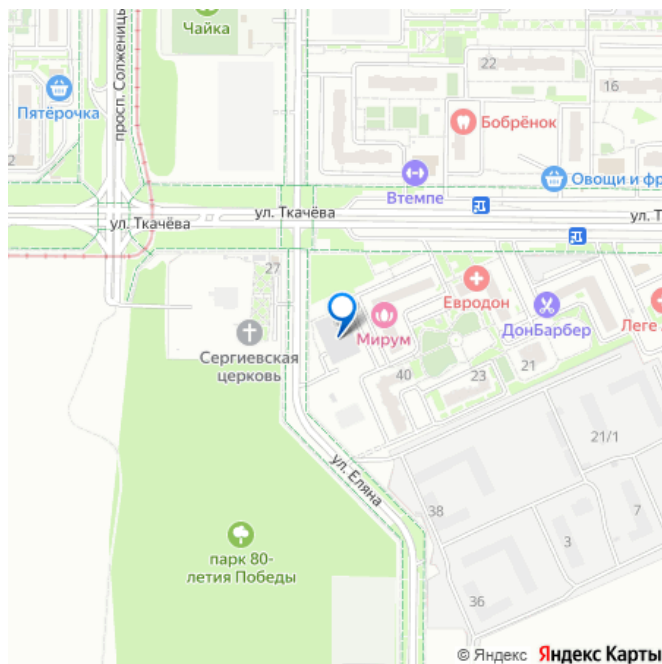 Чайка
просп. Солженицы
Пятёрочка
2
22
16
Бобрёнок
Втемпе
Овощи и фр
ул. Ткачёва
ул. Ткачёва
ул. Т
27
Сергиевская
церковь
Мирум
Евродон
ДонБарбер
Леге
40
23
21
21/1
ул. Еляна
38
7
3
36
парк 80-
летия Победы
© Яндекс Яндекс Карты